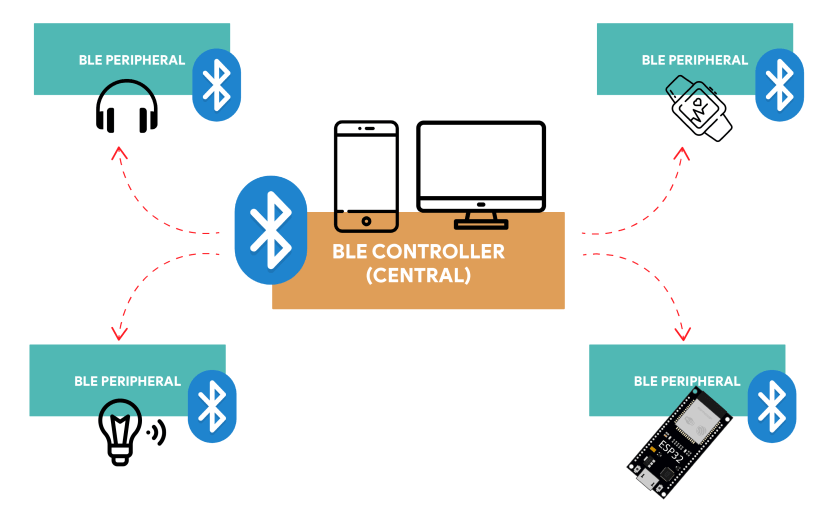 BLE PERIPHERAL
BLE PERIPHERAL
BLE CONTROLLER
(CENTRAL)
BLE PERIPHERAL
BLE PERIPHERAL
ESP32